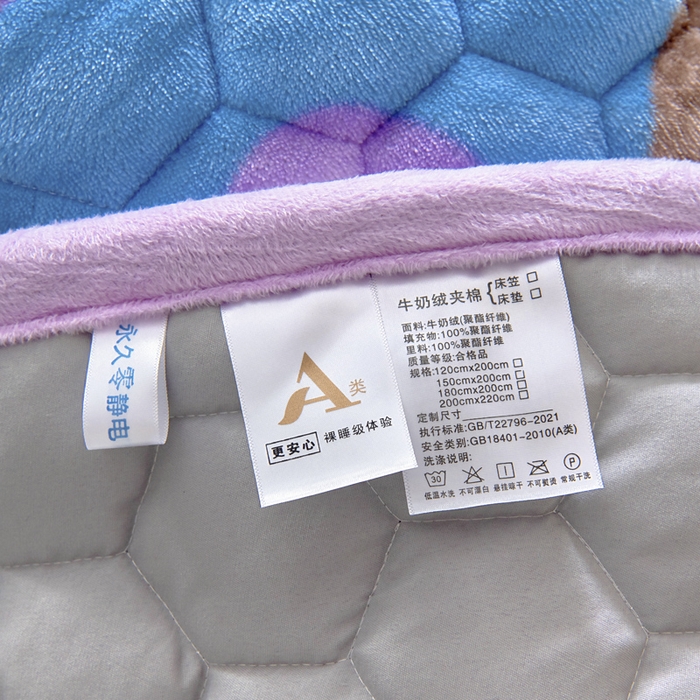 永久零静电
A类
更安心 裸睡级体验
牛奶绒夹棉{床笠□
床垫□
面料:牛奶绒(聚酯纤维)
填充物:100%聚酯纤维
里料:100%聚酯纤维
质量等级:合格品
规格:120cmx200cm□
150cmx200cm□
180cmx200cm□
200cmx220cm□
定制尺寸
执行标准:GB/T22796-2021
安全类别:GB18401-2010(A类)
洗涤说明:
30 P
低温水洗 不可漂白 悬挂晾干 不可熨烫 常规干洗